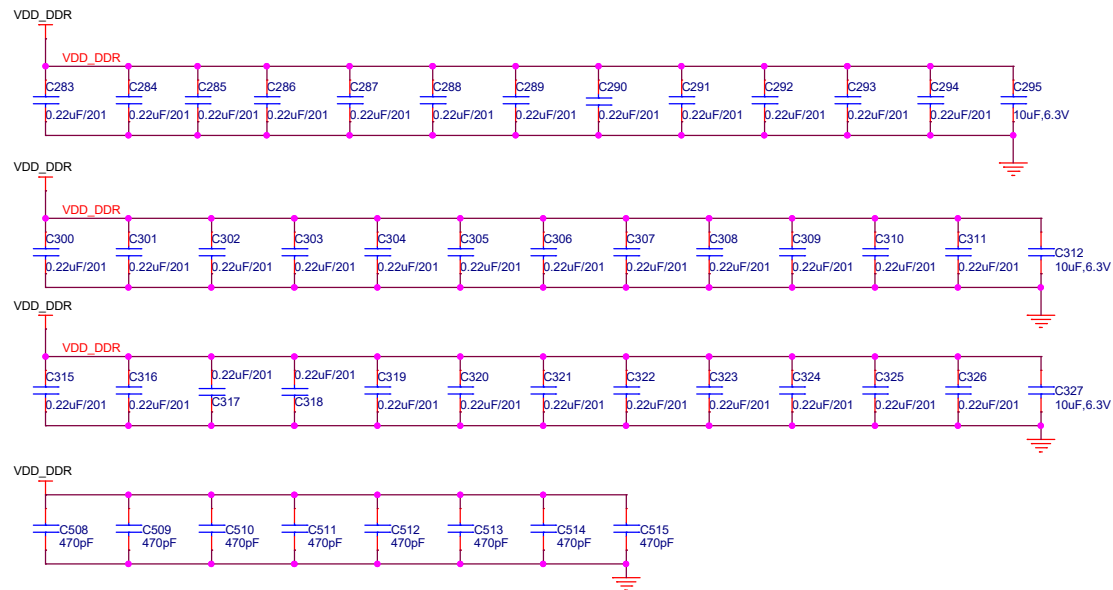 VDD_DDR
VDD_DDR
C283 C284 C285 C286 C287 C288 C289 C290 C291 C292 C293 C294 C295
0.22uF/201 0.22uF/201 0.22uF/201 0.22uF/201 0.22uF/201 0.22uF/201 0.22uF/201 0.22uF/201 0.22uF/201 0.22uF/201 0.22uF/201 0.22uF/201 10uF,6.3V
VDD_DDR
VDD_DDR
C300 C301 C302 C303 C304 C305 C306 C307 C308 C309 C310 C311 C312
0.22uF/201 0.22uF/201 0.22uF/201 0.22uF/201 0.22uF/201 0.22uF/201 0.22uF/201 0.22uF/201 0.22uF/201 0.22uF/201 0.22uF/201 0.22uF/201 10uF,6.3V
VDD_DDR
VDD_DDR
C315 C316 0.22uF/201 0.22uF/201 C319 C320 C321 C322 C323 C324 C325 C326 C327
0.22uF/201 0.22uF/201 C317 C318 0.22uF/201 0.22uF/201 0.22uF/201 0.22uF/201 0.22uF/201 0.22uF/201 0.22uF/201 0.22uF/201 10uF,6.3V
VDD_DDR
C508 C509 C510 C511 C512 C513 C514 C515
470pF 470pF 470pF 470pF 470pF 470pF 470pF 470pF